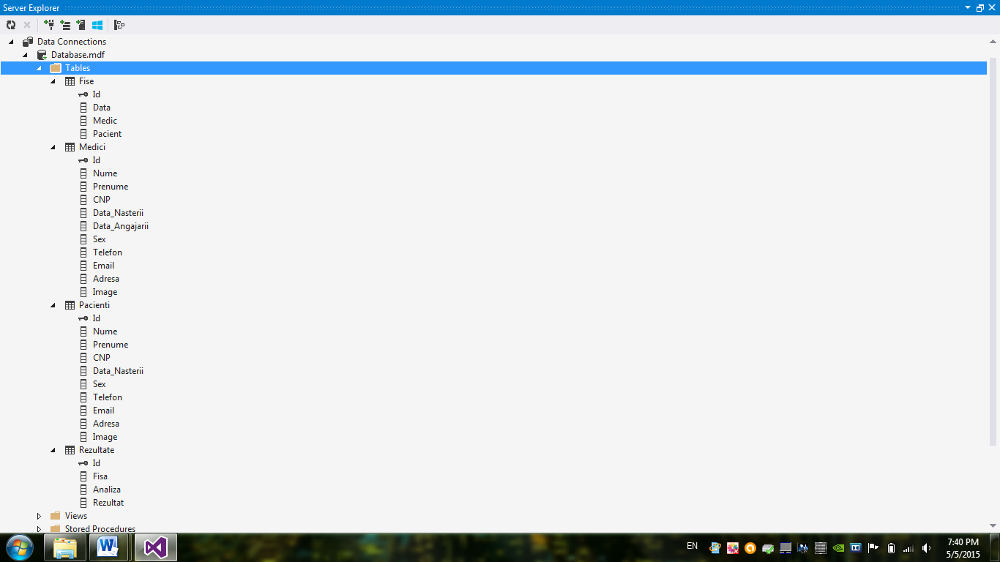 Server Explorer
Data Connections
Database.mdf
Tables
Fise
Id
Data
Medic
Pacient
Medici
Id
Nume
Prenume
CNP
Data_Nasterii
Data_Angajarii
Sex
Telefon
Email
Adresa
Image
Pacienti
Id
Nume
Prenume
CNP
Data_Nasterii
Sex
Telefon
Email
Adresa
Image
Rezultate
Id
Fisa
Analiza
Rezultat
Views
Stored Procedures
EN
7:40 PM
5/5/2015